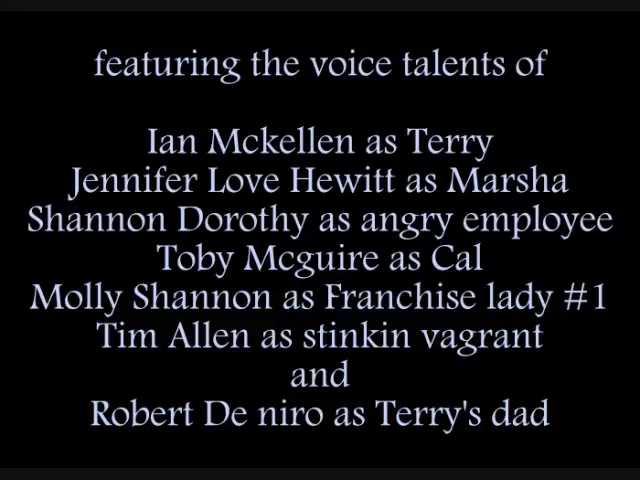 featuring the voice talents of
Ian Mckellen as Terry
Jennifer Love Hewitt as Marsha
Shannon Dorothy as angry employee
Toby Mcguire as Cal
Molly Shannon as Franchise lady #1
Tim Allen as stinkin vagrant
and
Robert De niro as Terry's dad